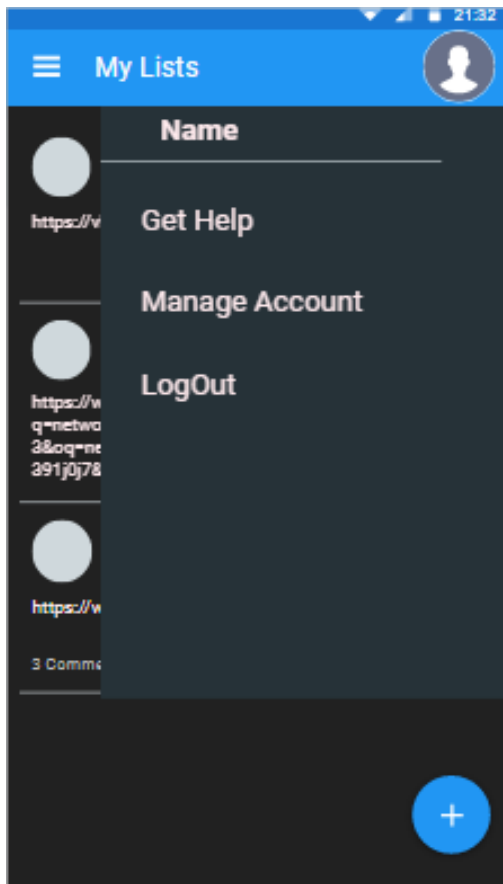 21:32
My Lists
Name
https://v
Get Help
Manage Account
https://w
q=netwo
3&oq=ne
391j0j7&
LogOut
https://w
3 Comme
+